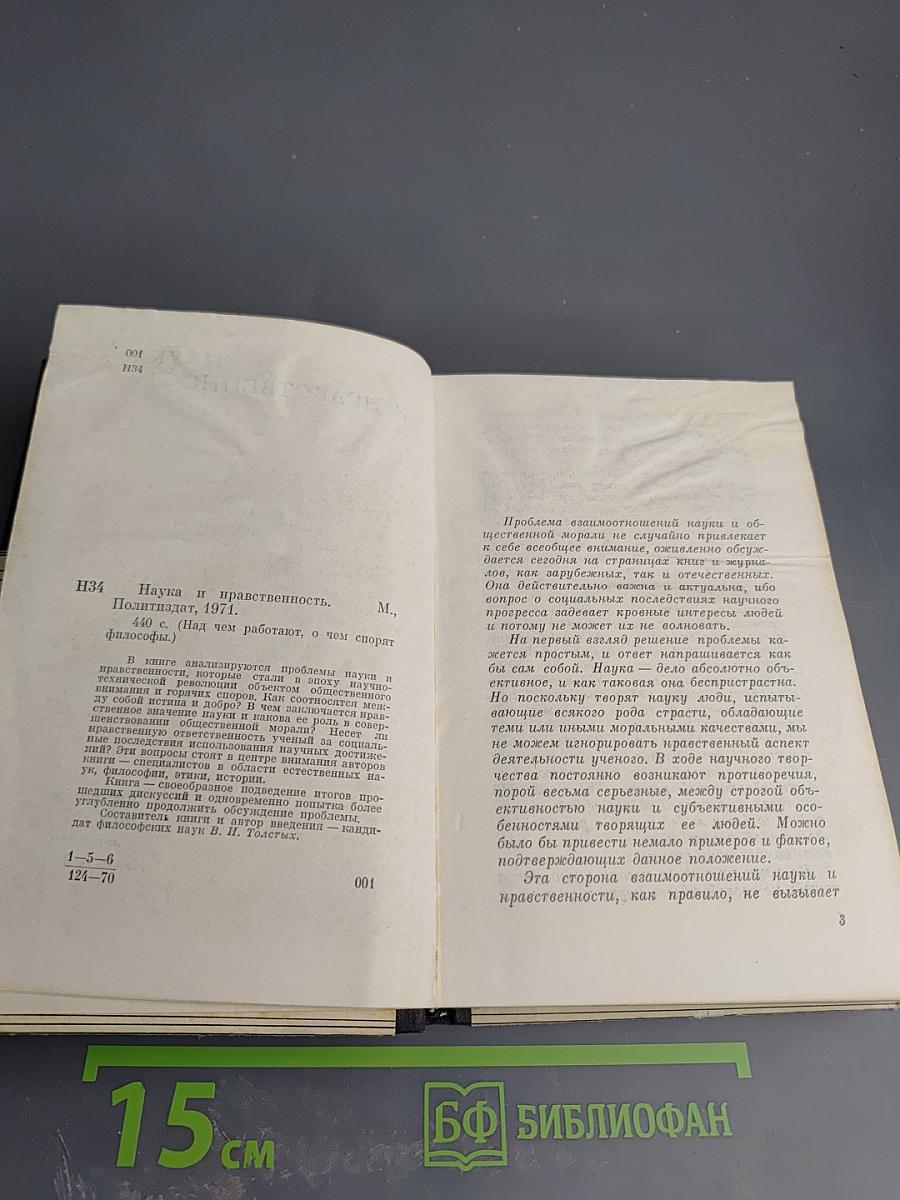 001
Н34
Н34 Наука и нравственность. М.,
Политиздат, 1971.
440 с. (Над чем работают, о чем спорят
философы.)
В книге анализируются проблемы науки и
нравственности, которые стали в эпоху научно-
технической революции объектом общественного
внимания и горячих споров. Как соотносятся меж-
ду собой истина и добро? В чем заключается нрав-
ственное значение науки и какова ее роль в совер-
шенствовании общественной морали? Несет ли
нравственную ответственность ученый за социаль-
ные последствия использования научных достиже-
ний? Эти вопросы стоят в центре внимания авторов
книги — специалистов в области естественных на-
ук, философии, этики, истории.
Книга — своеобразное подведение итогов про-
шедших дискуссий и одновременно попытка более
углубленно продолжить обсуждение проблемы.
Составитель книги и автор введения — канди-
дат философских наук В. И. Толстых.
1—5—6
124—70
001
Проблема взаимоотношений науки и об-
щественной морали не случайно привлекает
к себе всеобщее внимание, оживленно обсуж-
дается сегодня на страницах книг и журна-
лов, как зарубежных, так и отечественных.
Она действительно важна и актуальна, ибо
вопрос о социальных последствиях научного
прогресса задевает кровные интересы людей
и потому не может их не волновать.
На первый взгляд решение проблемы ка-
жется простым, и ответ напрашивается как
бы сам собой. Наука — дело абсолютно объ-
ективное, и как таковая она беспристрастна.
Но поскольку творят науку люди, испыты-
вающие всякого рода страсти, обладающие
теми или иными моральными качествами, мы
не можем игнорировать нравственный аспект
деятельности ученого. В ходе научного твор-
чества постоянно возникают противоречия,
порой весьма серьезные, между строгой объ-
ективностью науки и субъективными осо-
бенностями творящих ее людей. Можно
было бы привести немало примеров и фактов,
подтверждающих данное положение.
Эта сторона взаимоотношений науки и
нравственности, как правило, не вызывает
3
15 см
БФ БИБЛИОФАН